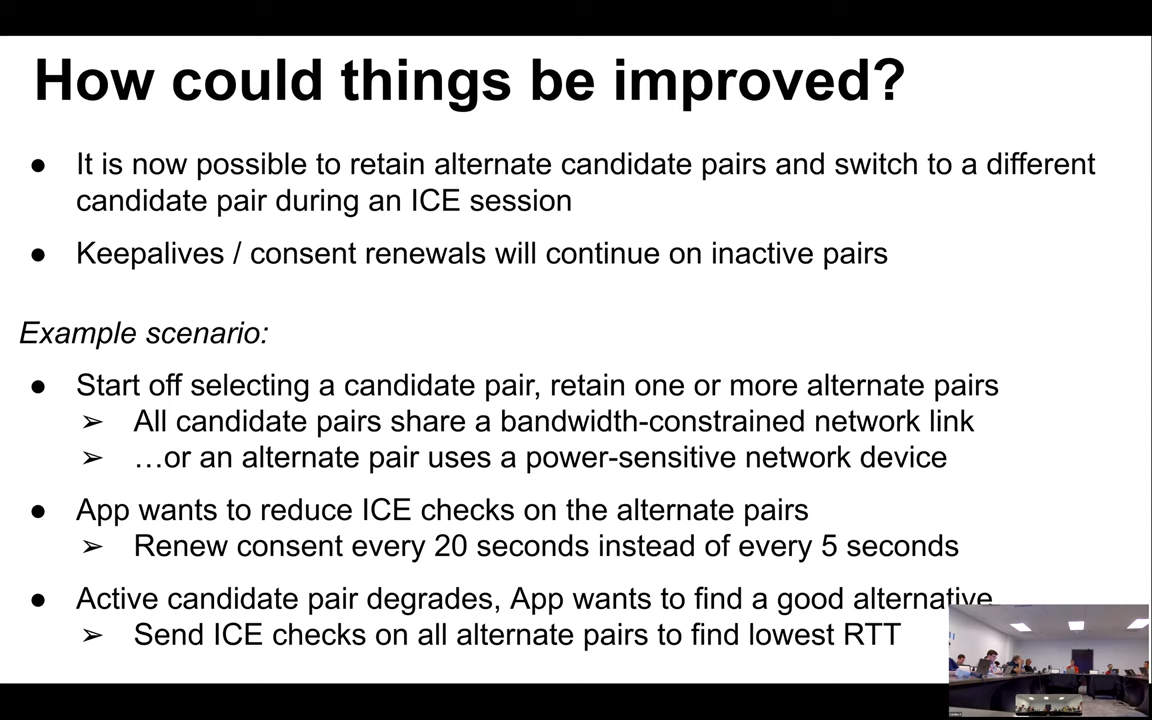 How could things be improved?
● It is now possible to retain alternate candidate pairs and switch to a different
candidate pair during an ICE session
● Keepalives / consent renewals will continue on inactive pairs
Example scenario:
● Start off selecting a candidate pair, retain one or more alternate pairs
➢ All candidate pairs share a bandwidth-constrained network link
➢ …or an alternate pair uses a power-sensitive network device
● App wants to reduce ICE checks on the alternate pairs
➢ Renew consent every 20 seconds instead of every 5 seconds
● Active candidate pair degrades, App wants to find a good alternative
➢ Send ICE checks on all alternate pairs to find lowest RTT